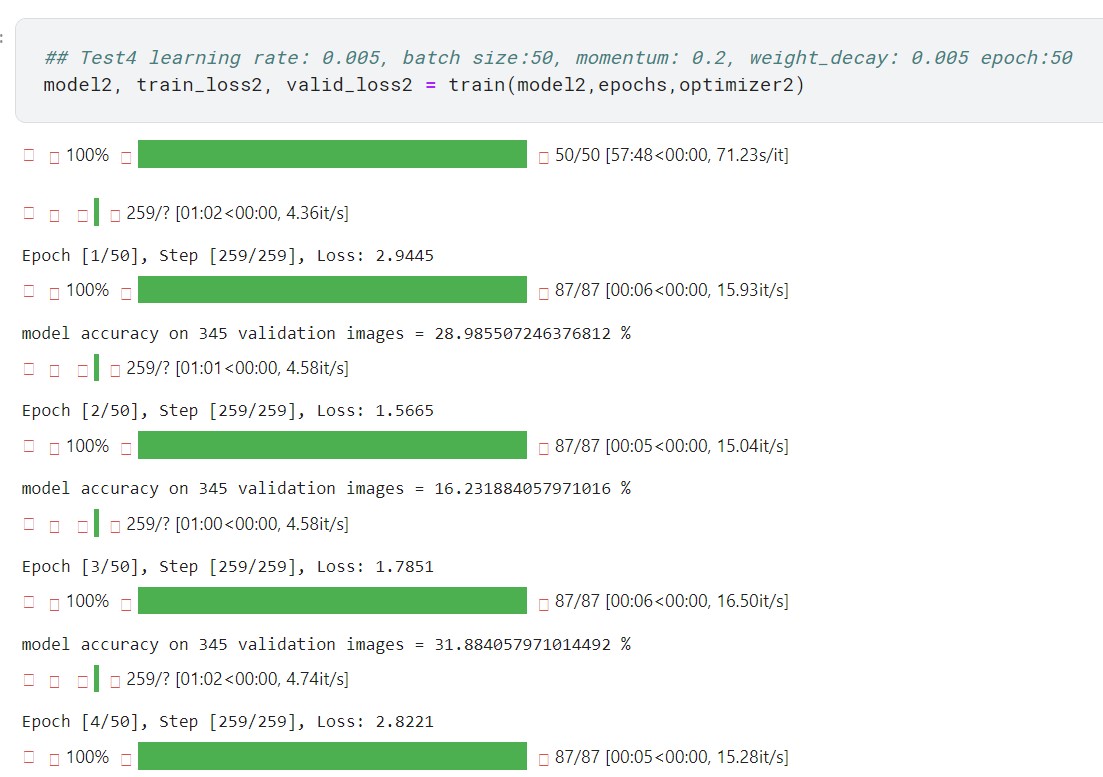 ## Test4 learning rate: 0.005, batch size:50, momentum: 0.2, weight_decay: 0.005 epoch:50
model2, train_loss2, valid_loss2 = train(model2,epochs,optimizer2)
100% 50/50 [57:48<00:00, 71.23s/it]
259/? [01:02<00:00, 4.36it/s]
Epoch [1/50], Step [259/259], Loss: 2.9445
100% 87/87 [00:06<00:00, 15.93it/s]
model accuracy on 345 validation images = 28.985507246376812 %
259/? [01:01<00:00, 4.58it/s]
Epoch [2/50], Step [259/259], Loss: 1.5665
100% 87/87 [00:05<00:00, 15.04it/s]
model accuracy on 345 validation images = 16.231884057971016 %
259/? [01:00<00:00, 4.58it/s]
Epoch [3/50], Step [259/259], Loss: 1.7851
100% 87/87 [00:06<00:00, 16.50it/s]
model accuracy on 345 validation images = 31.884057971014492 %
259/? [01:02<00:00, 4.74it/s]
Epoch [4/50], Step [259/259], Loss: 2.8221
100% 87/87 [00:05<00:00, 15.28it/s]